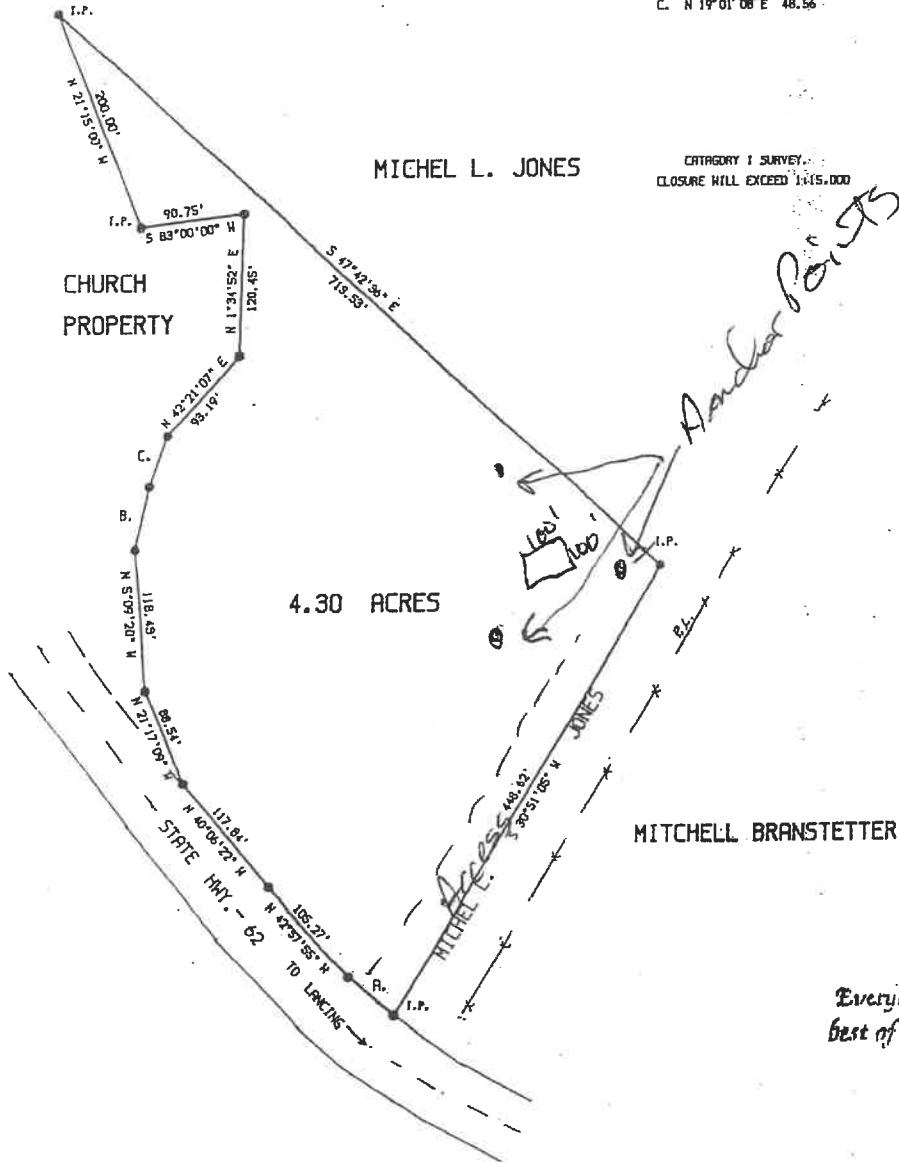 C. N 19°01'08" E 48.56
I.P.
200.00'
N 21°15'00" W
MICHEL L. JONES
CATAGORY I SURVEY.
CLOSURE WILL EXCEED 1:15,000
Anchor Points
I.P.
90.75'
S 83°00'00" W
S 47°42'36" E
719.53'
CHURCH
PROPERTY
N 1°34'52" E
120.45'
N 42°21'07" E
93.19'
C.
B.
100'
100'
I.P.
4.30 ACRES
N 5°09'20" W
118.49'
JONES
88.54'
N 21°17'09" W
448.62'
S 30°51'05" W
Access
MICHEL L.
MITCHELL BRANSTETTER
117.84'
N 40°06'22" W
STATE HWY. - 62
TO LANCING
105.27'
N 42°57'55" W
A.
I.P.
best of